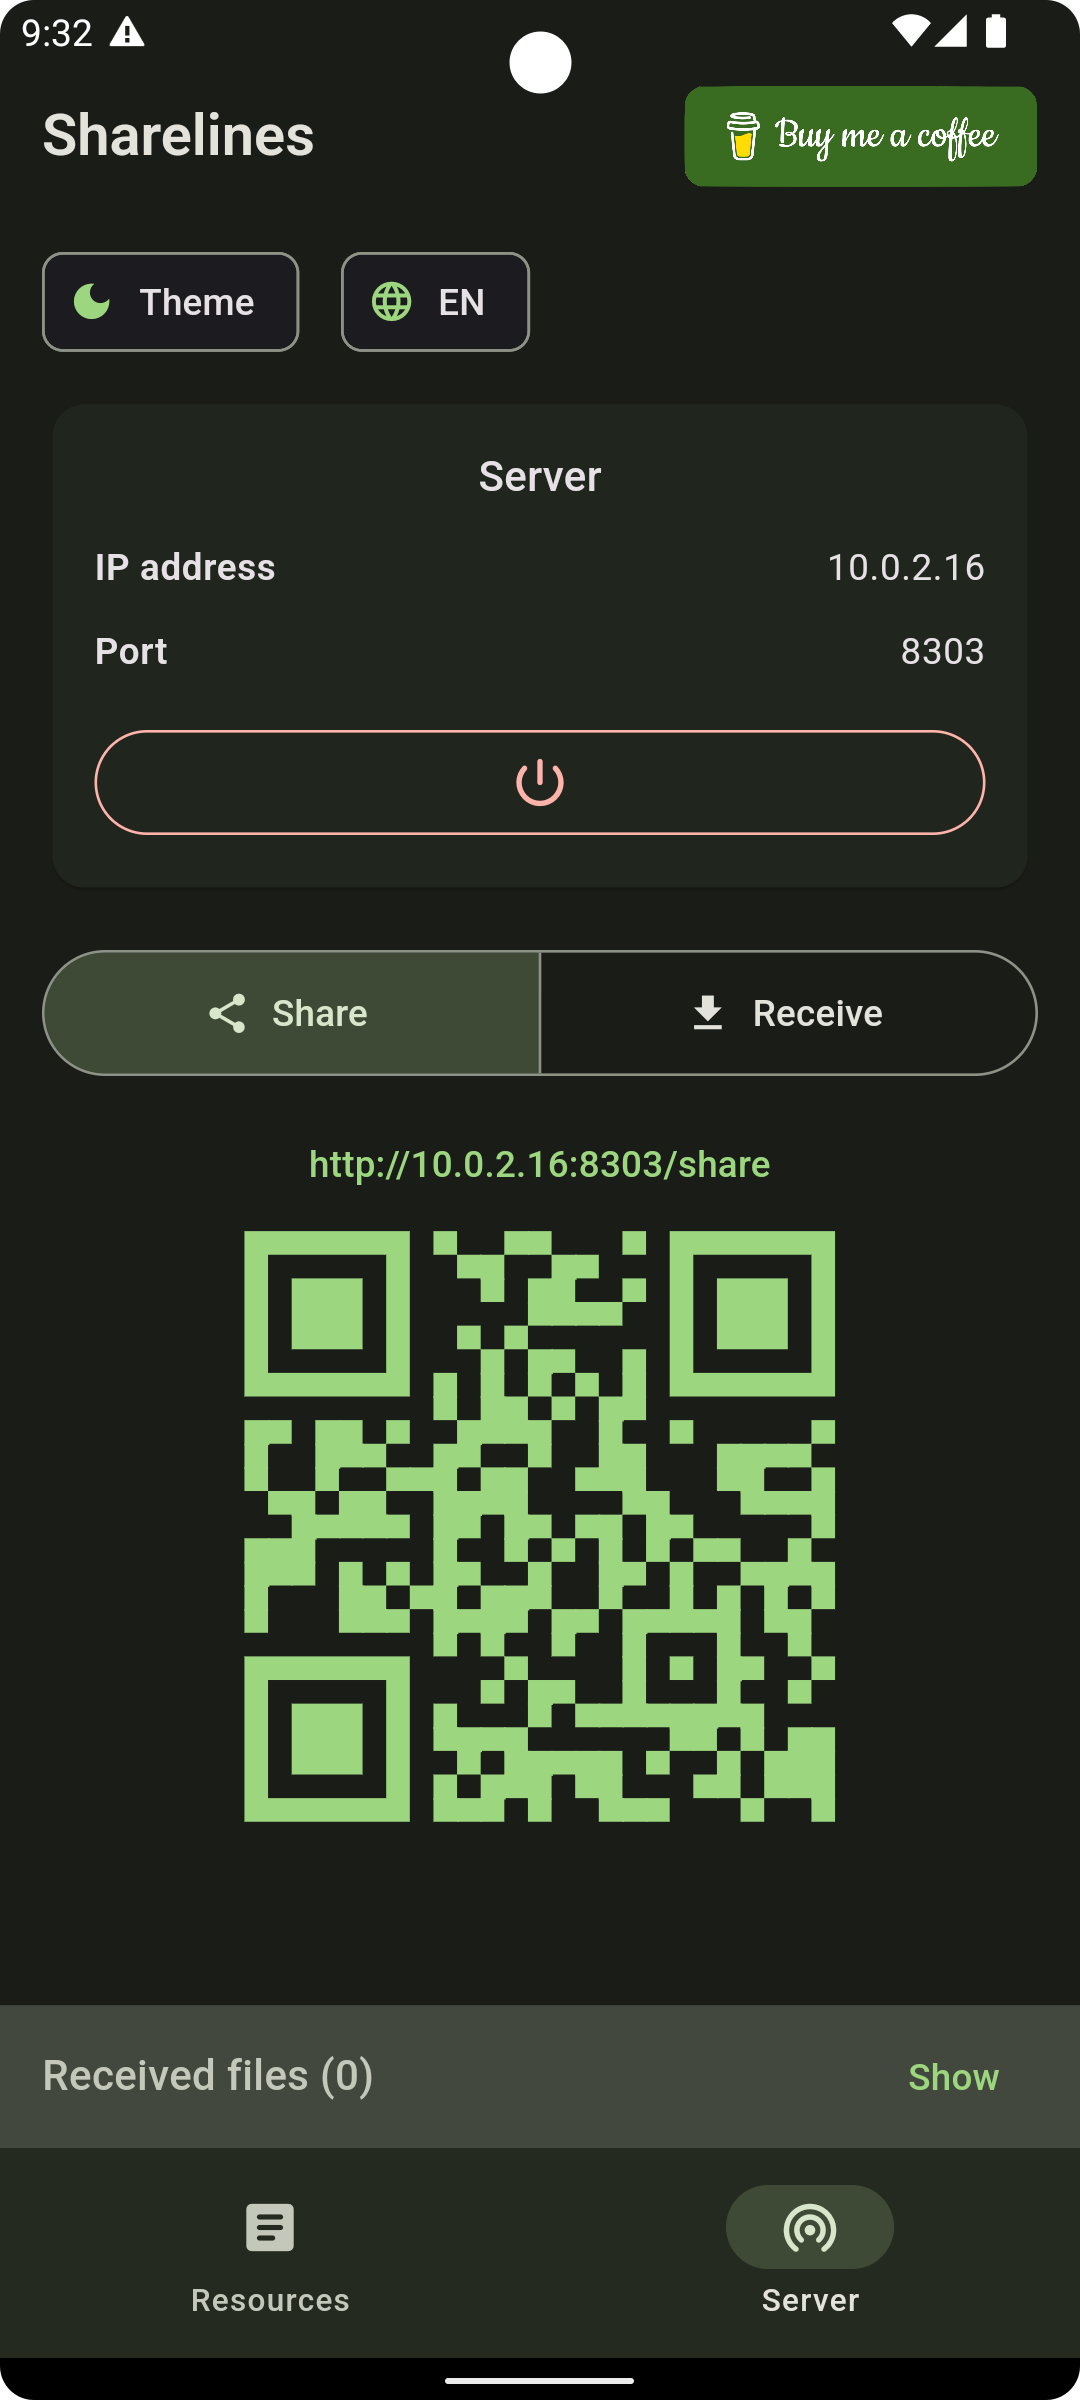 9:32
Sharelines
Buy me a coffee
Theme
EN
Server
IP address 10.0.2.16
Port 8303
Share
Receive
http://10.0.2.16:8303/share
Received files (0)
Show
Resources
Server